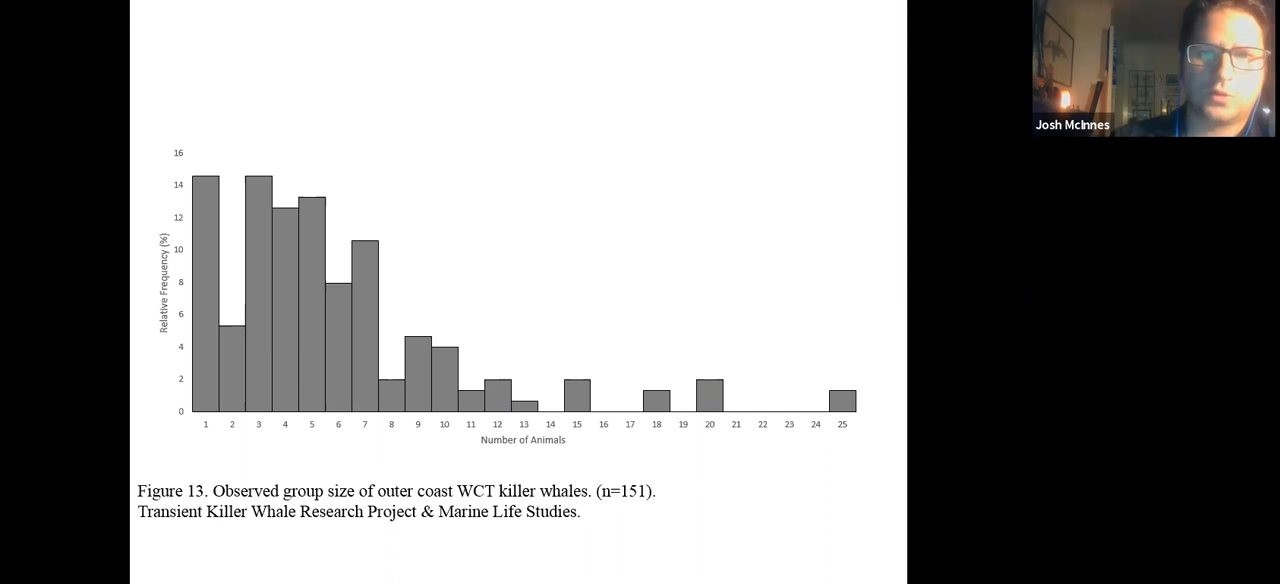 Josh McInnes
16
14
12
10
8
6
4
2
0
Relative Frequency (%)
1 2 3 4 5 6 7 8 9 10 11 12 13 14 15 16 17 18 19 20 21 22 23 24 25
Number of Animals
Figure 13. Observed group size of outer coast WCT killer whales. (n=151).
Transient Killer Whale Research Project & Marine Life Studies.